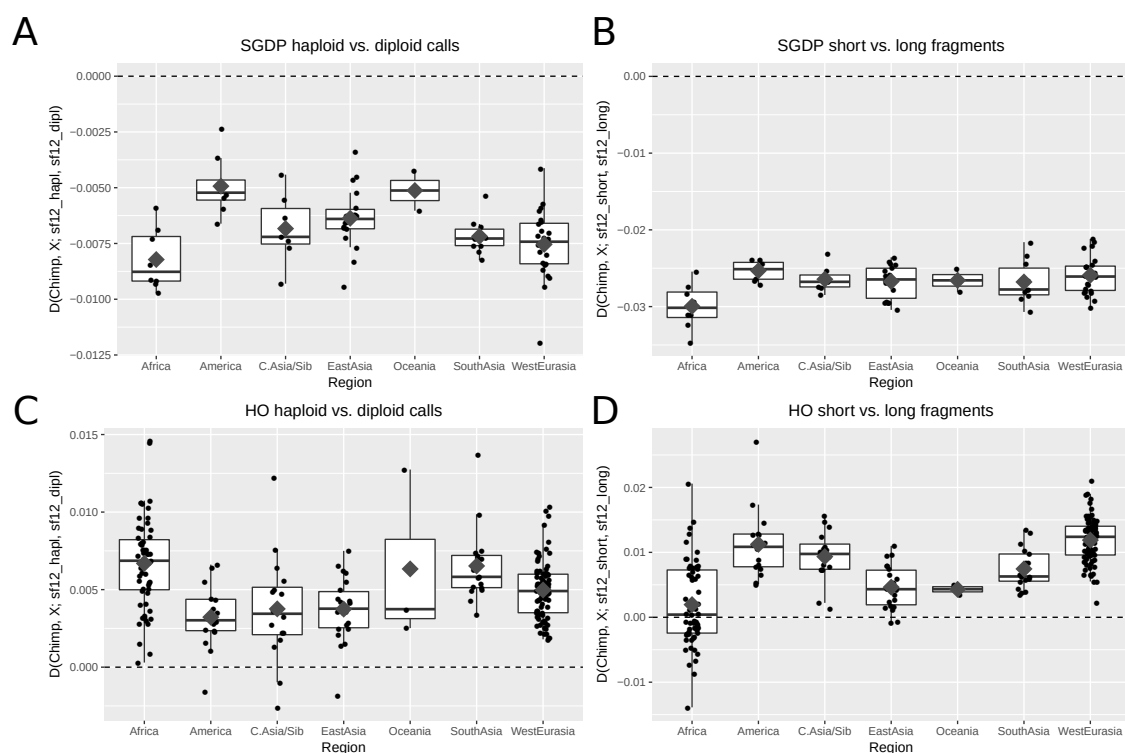 A
SGDP haploid vs. diploid calls
D(Chimp, X; sf12_hapl, sf12_dipl)
0.0000
−0.0025
−0.0050
−0.0075
−0.0100
−0.0125
Africa America C.Asia/Sib EastAsia Oceania SouthAsia WestEurasia
Region
B
SGDP short vs. long fragments
D(Chimp, X; sf12_short, sf12_long)
0.00
−0.01
−0.02
−0.03
Africa America C.Asia/Sib EastAsia Oceania SouthAsia WestEurasia
Region
C
HO haploid vs. diploid calls
D(Chimp, X; sf12_hapl, sf12_dipl)
0.015
0.010
0.005
0.000
Africa America C.Asia/Sib EastAsia Oceania SouthAsia WestEurasia
Region
D
HO short vs. long fragments
D(Chimp, X; sf12_short, sf12_long)
0.02
0.01
0.00
−0.01
Africa America C.Asia/Sib EastAsia Oceania SouthAsia WestEurasia
Region